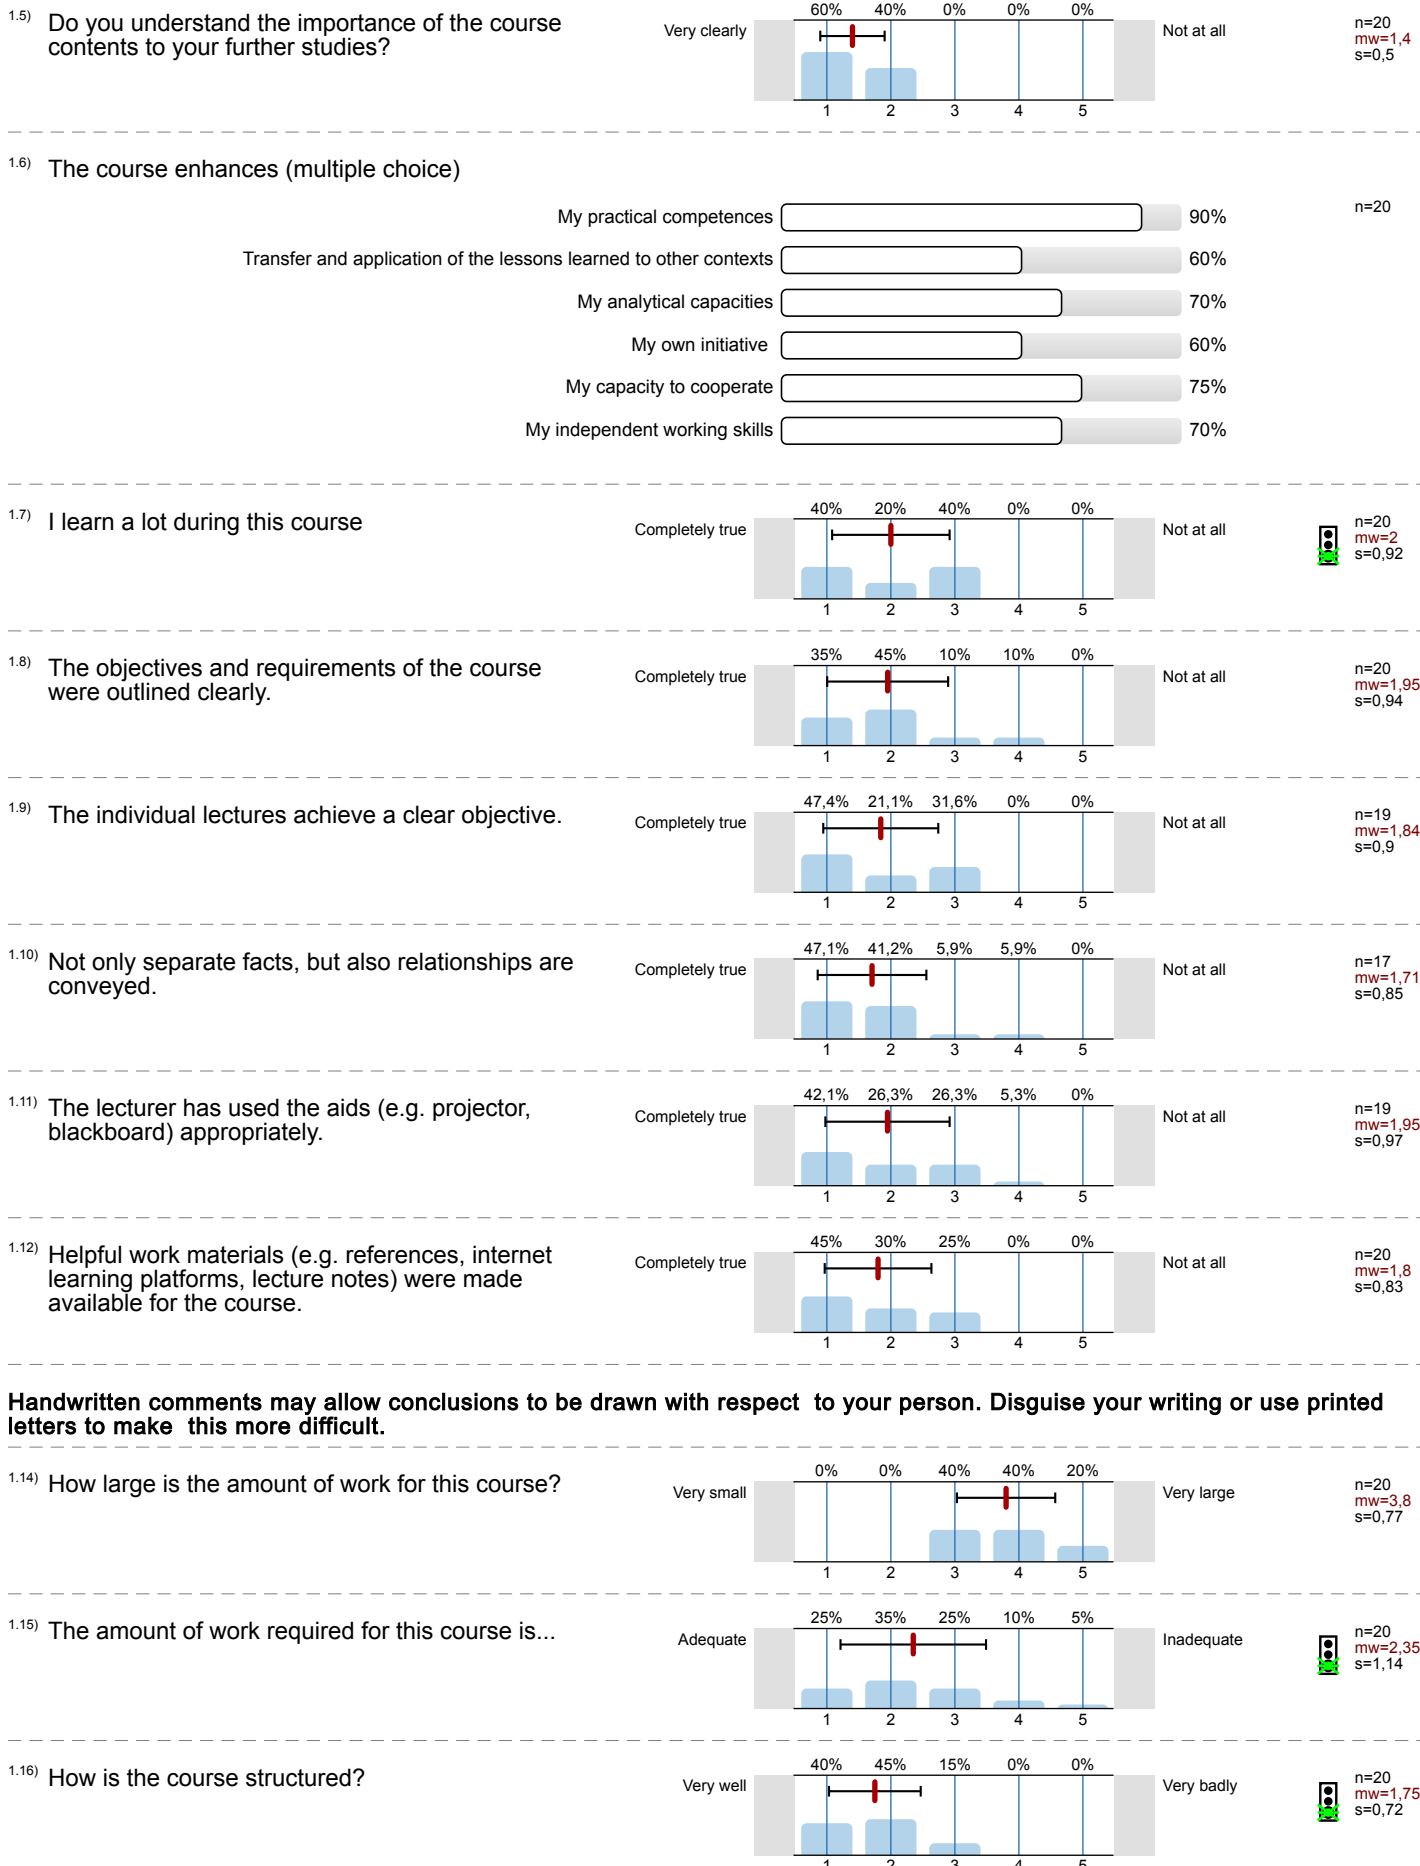 1.5) Do you understand the importance of the course
contents to your further studies?
Very clearly
60% 40% 0% 0% 0%
1 2 3 4 5
Not at all
n=20
mw=1,4
s=0,5
1.6) The course enhances (multiple choice)
n=20
My practical competences 90%
Transfer and application of the lessons learned to other contexts 60%
My analytical capacities 70%
My own initiative 60%
My capacity to cooperate 75%
My independent working skills 70%
1.7) I learn a lot during this course
Completely true
40% 20% 40% 0% 0%
1 2 3 4 5
Not at all
n=20
mw=2
s=0,92
1.8) The objectives and requirements of the course
were outlined clearly.
Completely true
35% 45% 10% 10% 0%
1 2 3 4 5
Not at all
n=20
mw=1,95
s=0,94
1.9) The individual lectures achieve a clear objective.
Completely true
47,4% 21,1% 31,6% 0% 0%
1 2 3 4 5
Not at all
n=19
mw=1,84
s=0,9
1.10) Not only separate facts, but also relationships are
conveyed.
Completely true
47,1% 41,2% 5,9% 5,9% 0%
1 2 3 4 5
Not at all
n=17
mw=1,71
s=0,85
1.11) The lecturer has used the aids (e.g. projector,
blackboard) appropriately.
Completely true
42,1% 26,3% 26,3% 5,3% 0%
1 2 3 4 5
Not at all
n=19
mw=1,95
s=0,97
1.12) Helpful work materials (e.g. references, internet
learning platforms, lecture notes) were made
available for the course.
Completely true
45% 30% 25% 0% 0%
1 2 3 4 5
Not at all
n=20
mw=1,8
s=0,83
Handwritten comments may allow conclusions to be drawn with respect to your person. Disguise your writing or use printed
letters to make this more difficult.
1.14) How large is the amount of work for this course?
Very small
0% 0% 40% 40% 20%
1 2 3 4 5
Very large
n=20
mw=3,8
s=0,77
1.15) The amount of work required for this course is...
Adequate
25% 35% 25% 10% 5%
1 2 3 4 5
Inadequate
n=20
mw=2,35
s=1,14
1.16) How is the course structured?
Very well
40% 45% 15% 0% 0%
1 2 3 4 5
Very badly
n=20
mw=1,75
s=0,72